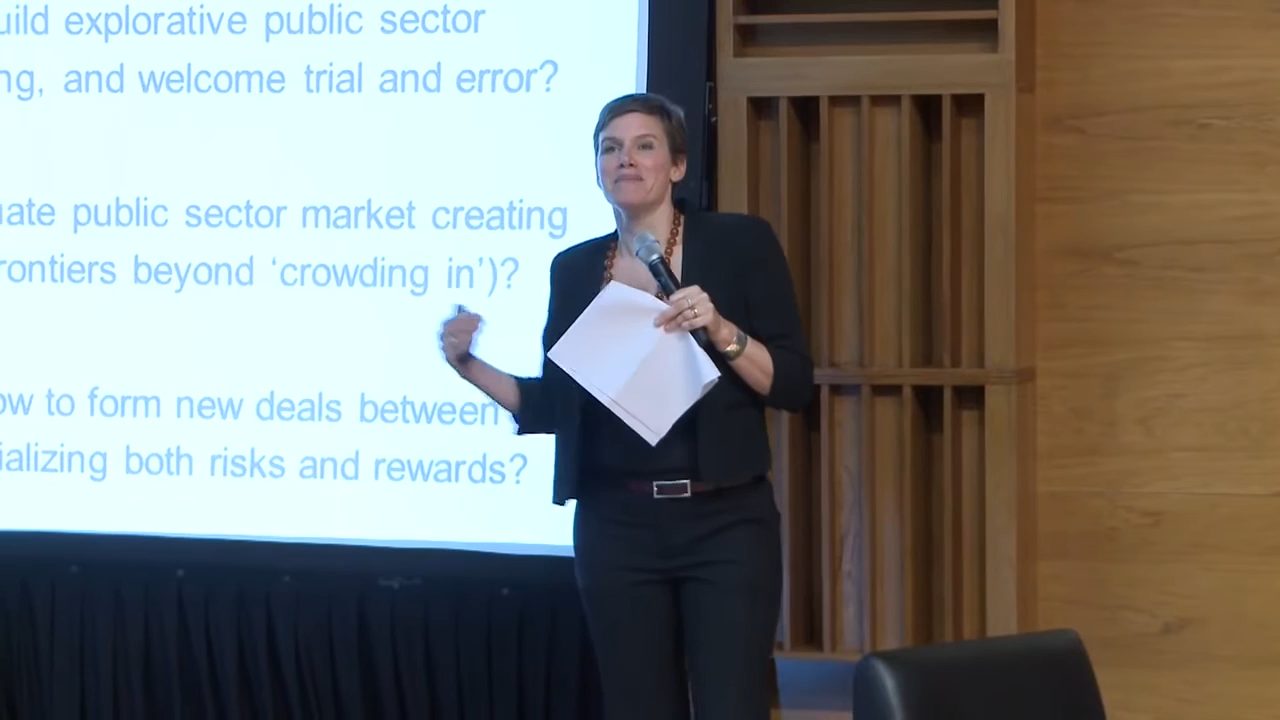 uild explorative public sector
ng, and welcome trial and error?
ate public sector market creating
rontiers beyond ‘crowding in’)?
ow to form new deals between
ializing both risks and rewards?